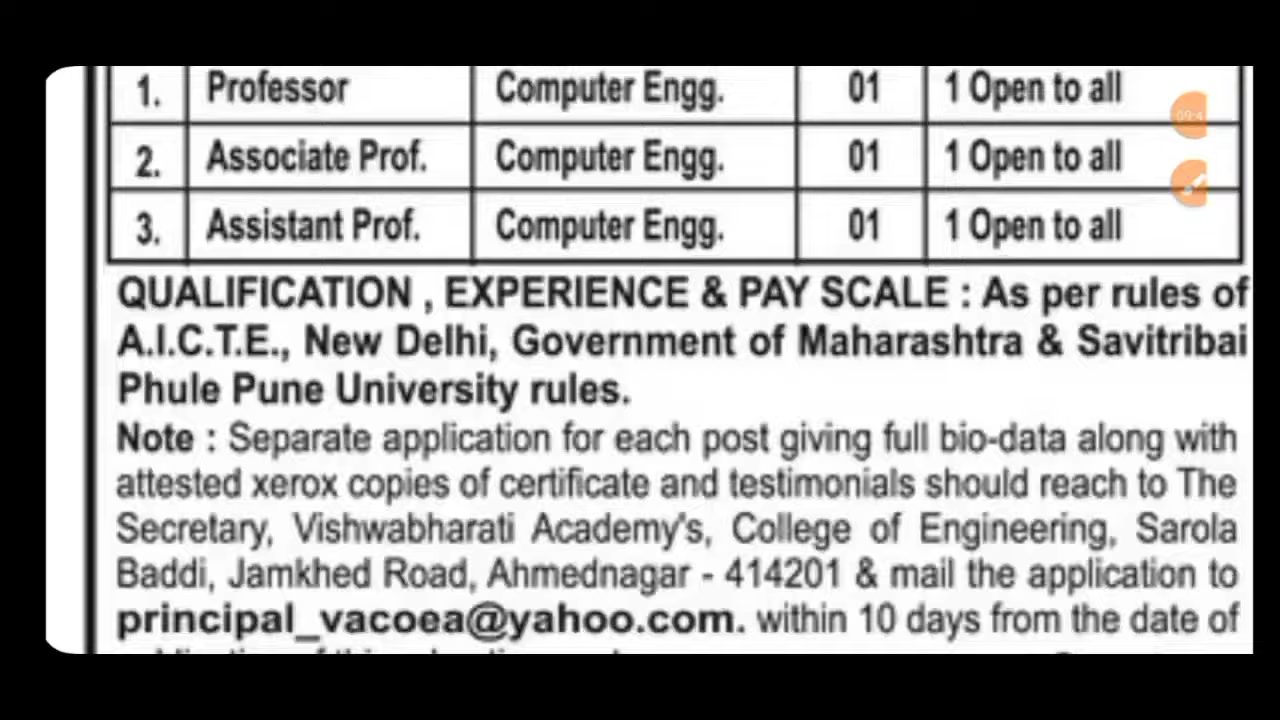 1. Professor Computer Engg. 01 1 Open to all
2. Associate Prof. Computer Engg. 01 1 Open to all
3. Assistant Prof. Computer Engg. 01 1 Open to all
QUALIFICATION , EXPERIENCE & PAY SCALE : As per rules of
A.I.C.T.E., New Delhi, Government of Maharashtra & Savitribai
Phule Pune University rules.
Note : Separate application for each post giving full bio-data along with
attested xerox copies of certificate and testimonials should reach to The
Secretary, Vishwabharati Academy's, College of Engineering, Sarola
Baddi, Jamkhed Road, Ahmednagar - 414201 & mail the application to
principal_vacoea@yahoo.com. within 10 days from the date of